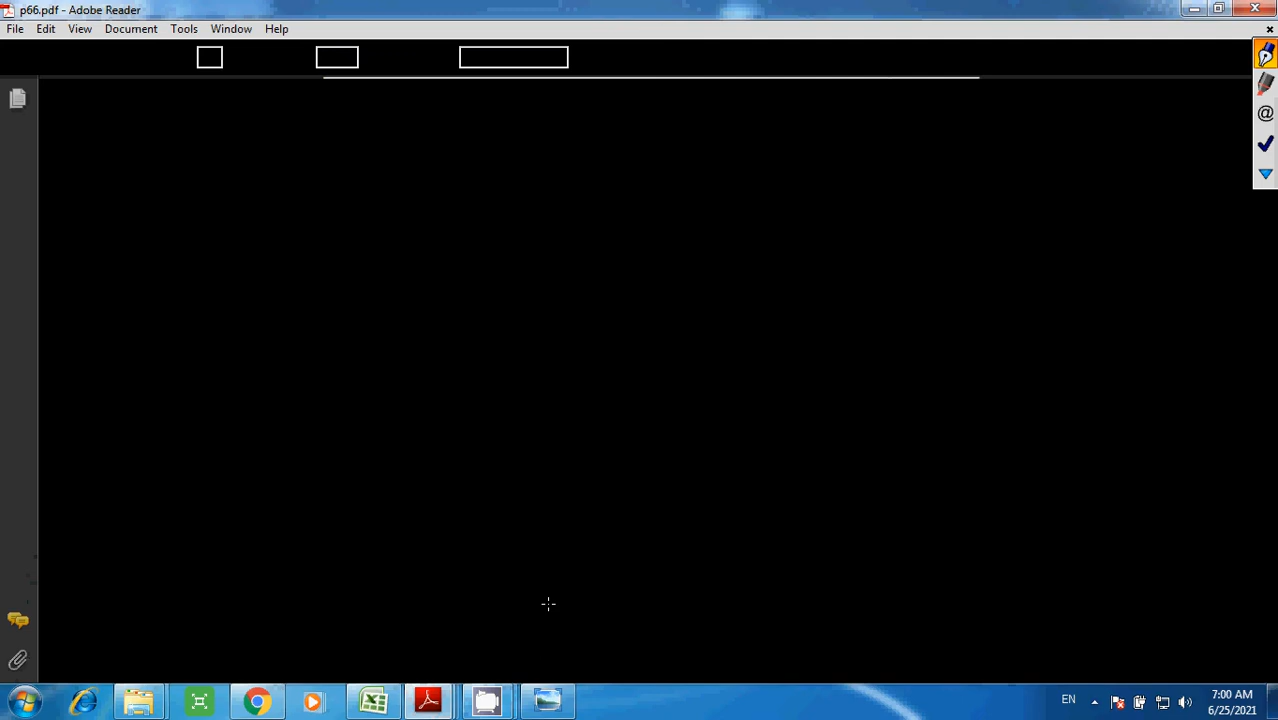 p66.pdf - Adobe Reader
File Edit View Document Tools Window Help
@
EN
7:00 AM
6/25/2021